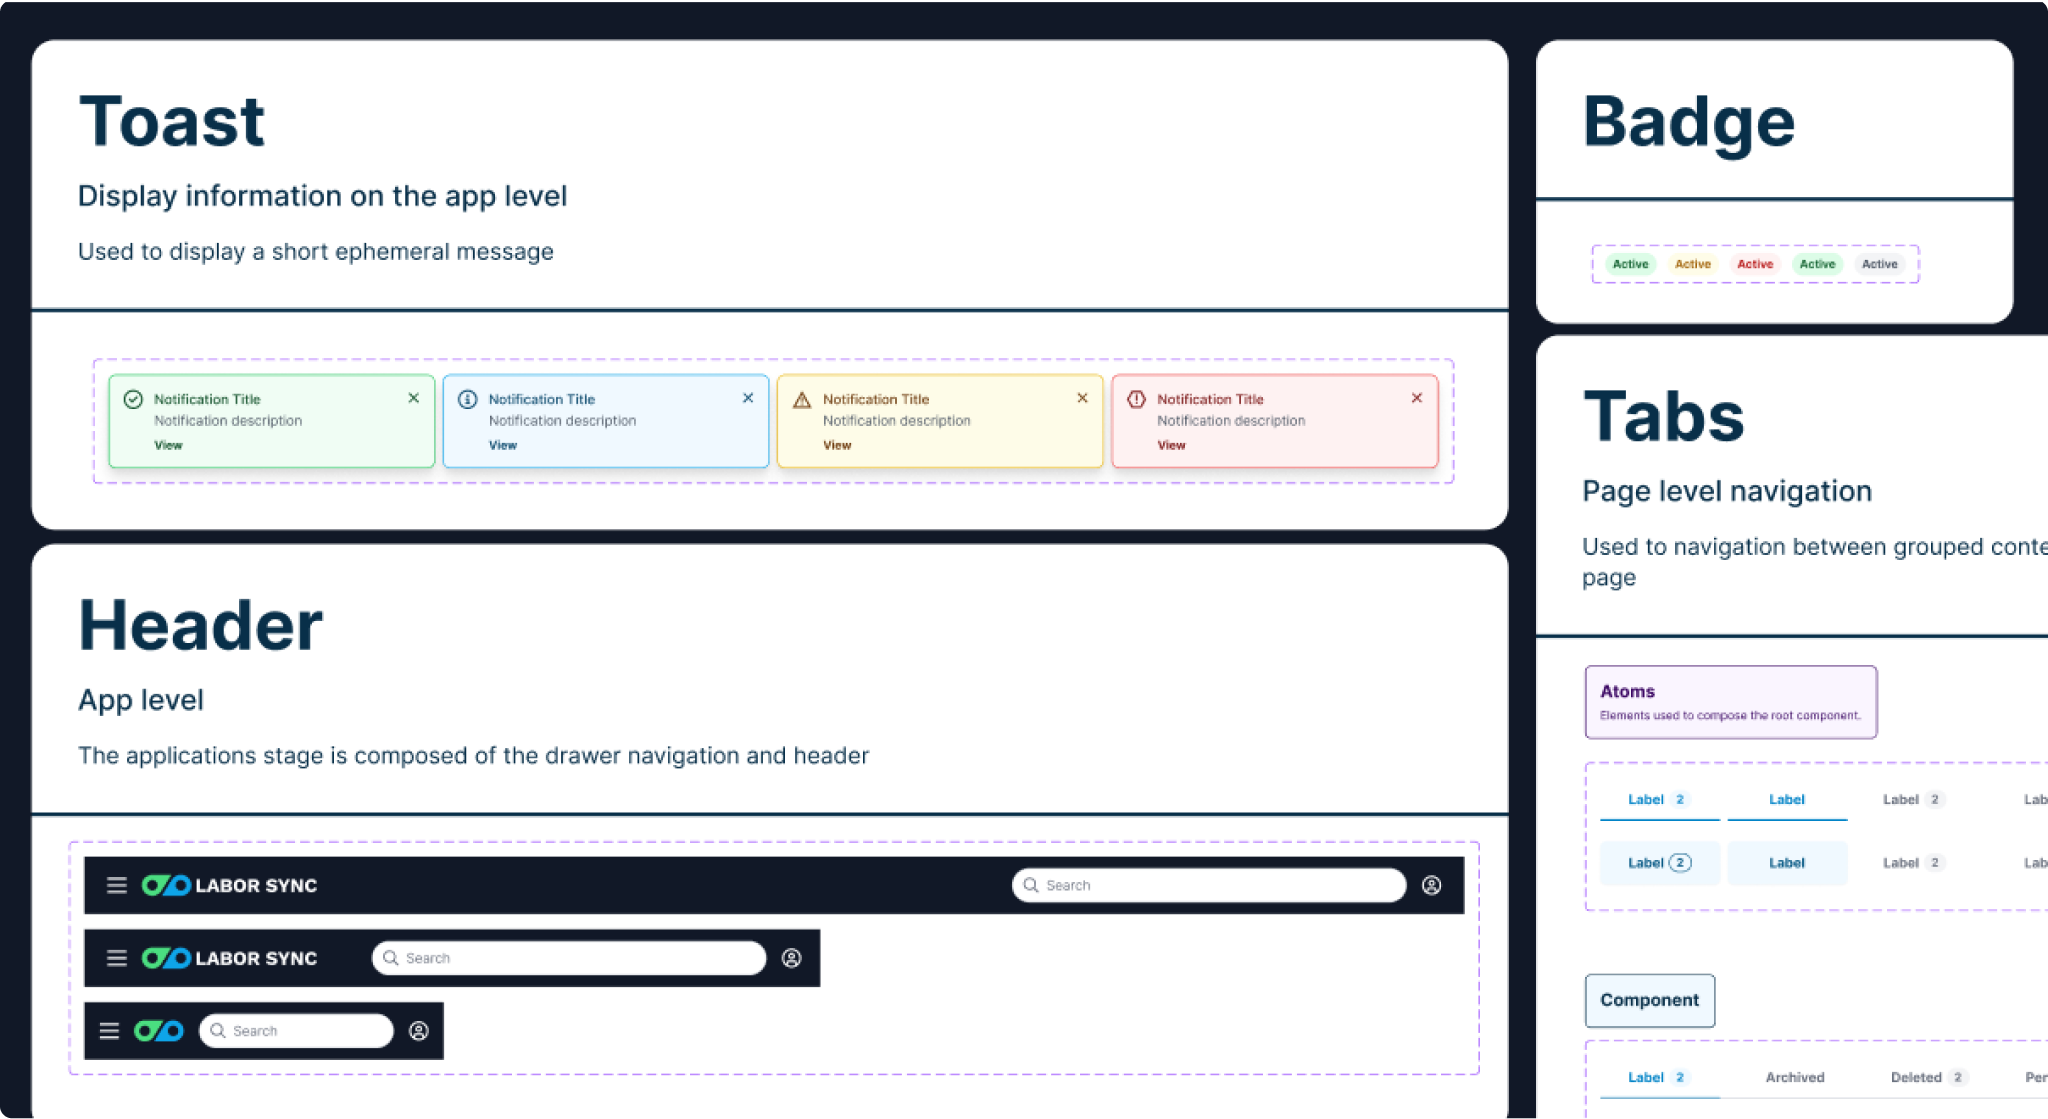 Toast
Display information on the app level
Used to display a short ephemeral message
Notification Title
Notification description
View
Notification Title
Notification description
View
Notification Title
Notification description
View
Notification Title
Notification description
View
Header
App level
The applications stage is composed of the drawer navigation and header
LABOR SYNC Search
LABOR SYNC Search
Search
Badge
Active Active Active Active Active
Tabs
Page level navigation
Used to navigation between grouped conte
page
Atoms
Elements used to compose the root component.
Label 2 Label Label 2 Lab
Label 2 Label Label 2 Lab
Component
Label 2 Archived Deleted 2 Per